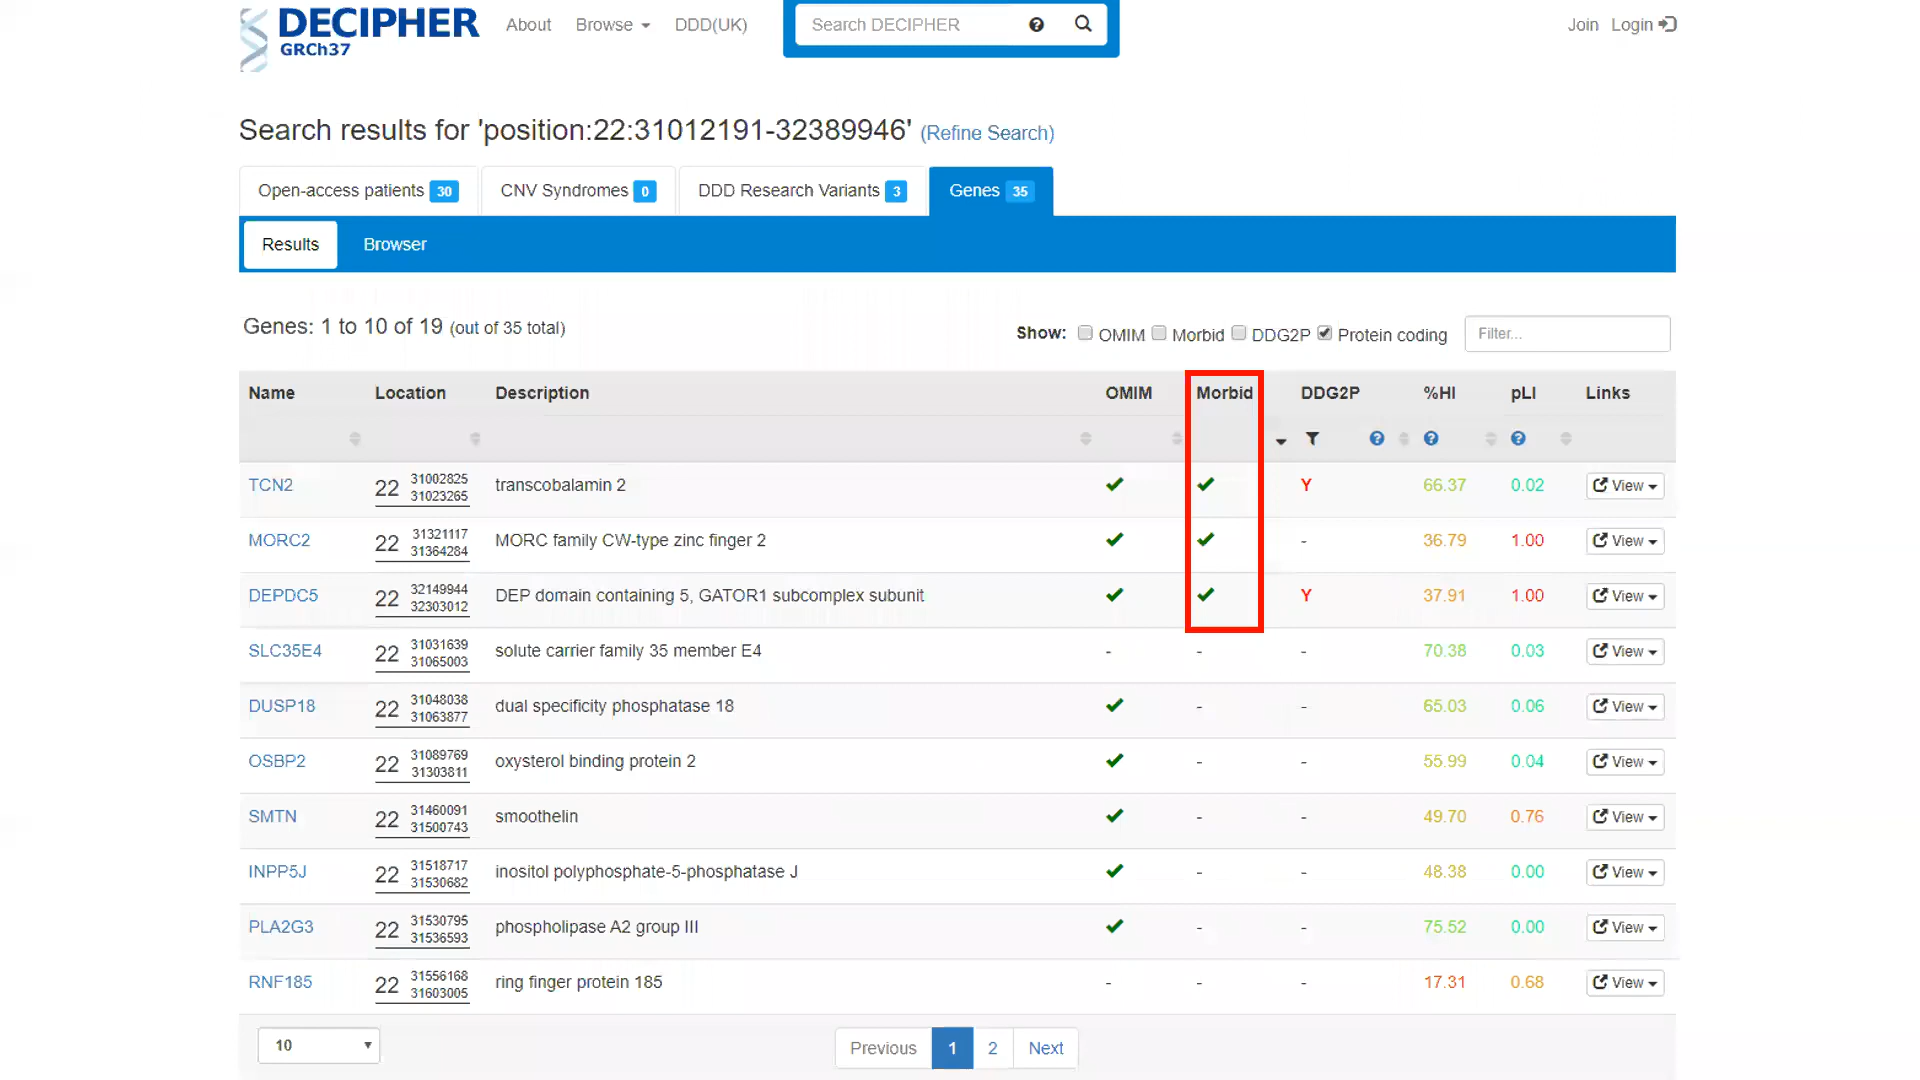 DECIPHER
GRCh37
About Browse DDD(UK) Search DECIPHER Join Login
Search results for 'position:22:31012191-32389946' (Refine Search)
Open-access patients 30 CNV Syndromes 0 DDD Research Variants 3 Genes 35
Results Browser
Genes: 1 to 10 of 19 (out of 35 total)
Show: OMIM Morbid DDG2P Protein coding Filter...
Name Location Description OMIM Morbid DDG2P %HI pLI Links
TCN2 22 31002825 31023265 transcobalamin 2 ✔ ✔ Y 66.37 0.02 View
MORC2 22 31321117 31364284 MORC family CW-type zinc finger 2 ✔ ✔ - 36.79 1.00 View
DEPDC5 22 32149944 32303012 DEP domain containing 5, GATOR1 subcomplex subunit ✔ ✔ Y 37.91 1.00 View
SLC35E4 22 31031639 31065003 solute carrier family 35 member E4 - - - 70.38 0.03 View
DUSP18 22 31048038 31063877 dual specificity phosphatase 18 ✔ - - 65.03 0.06 View
OSBP2 22 31089769 31303811 oxysterol binding protein 2 ✔ - - 55.99 0.04 View
SMTN 22 31460091 31500743 smoothelin ✔ - - 49.70 0.76 View
INPP5J 22 31518717 31530682 inositol polyphosphate-5-phosphatase J ✔ - - 48.38 0.00 View
PLA2G3 22 31530795 31536593 phospholipase A2 group III ✔ - - 75.52 0.00 View
RNF185 22 31556168 31603005 ring finger protein 185 - - - 17.31 0.68 View
10 Previous 1 2 Next